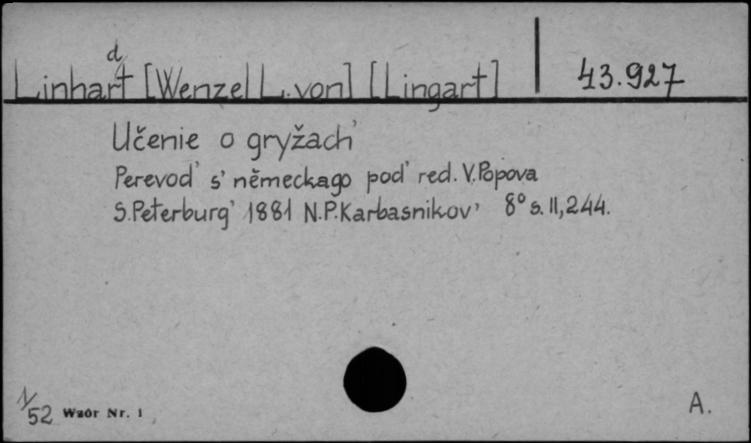 Linhart [Wenzel L. von] [Lingart] 43.927
d
Učenie o gryžach'
Perevod' s' německago pod' red. V. Popova
S. Peterburg' 1881 N.P. Karbasnikov' 8° s. II, 244.
1/52 Wzór Nr. 1
A.